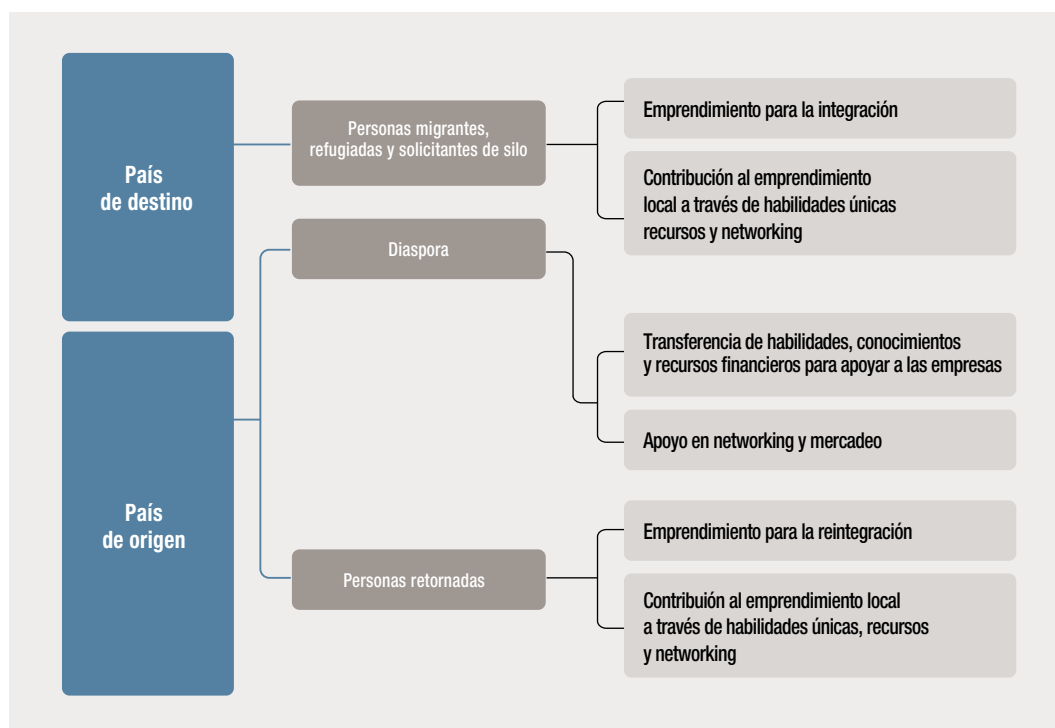 País
de destino
Personas migrantes,
refugiadas y solicitantes de silo
Emprendimiento para la integración
Contribución al emprendimiento
local a través de habilidades únicas
recursos y networking
Diaspora
Transferencia de habilidades, conocimientos
y recursos financieros para apoyar a las empresas
Apoyo en networking y mercadeo
País
de origen
Personas retornadas
Emprendimiento para la reintegración
Contribuión al emprendimiento local
a través de habilidades únicas, recursos
y networking